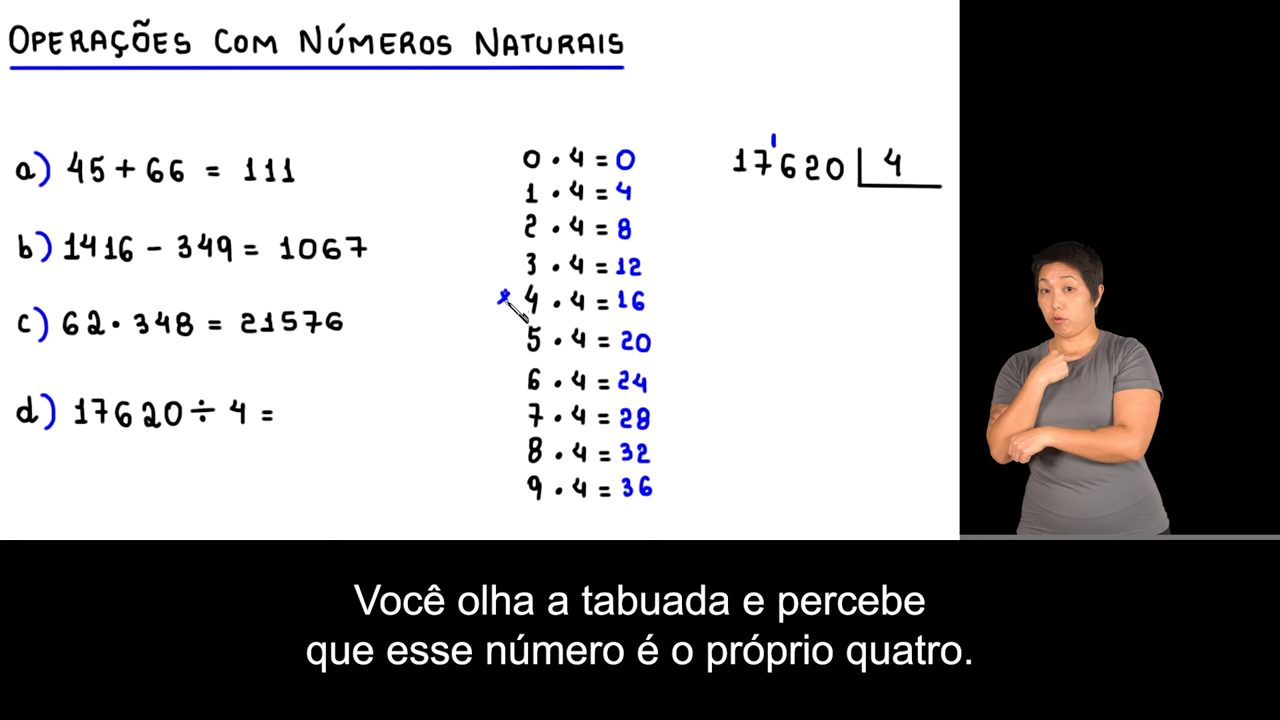 OPERAÇÕES COM NÚMEROS NATURAIS
a) 45 + 66 = 111
b) 1416 - 349 = 1067
c) 62 · 348 = 21576
d) 17620 ÷ 4 =
0 · 4 = 0
1 · 4 = 4
2 · 4 = 8
3 · 4 = 12
4 · 4 = 16
5 · 4 = 20
6 · 4 = 24
7 · 4 = 28
8 · 4 = 32
9 · 4 = 36
17'620 4
Você olha a tabuada e percebe
que esse número é o próprio quatro.